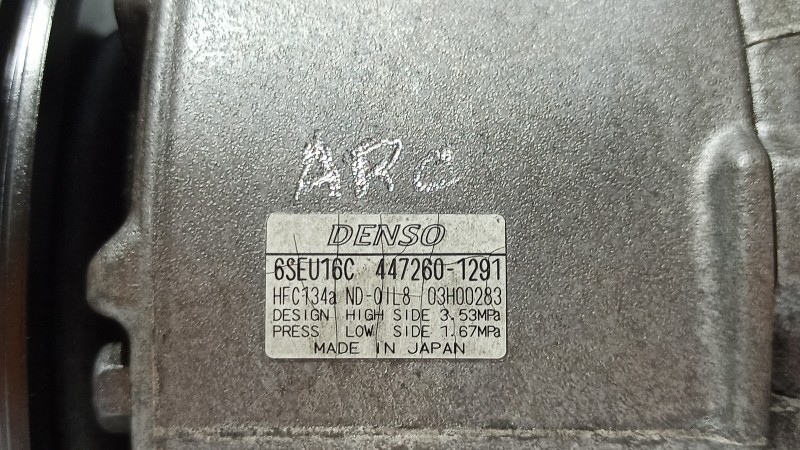 ARC
DENSO
6SEU16C 447260-1291
HFC134a ND-OIL8 03H00283
DESIGN HIGH SIDE 3.53MPa
PRESS LOW SIDE 1.67MPa
MADE IN JAPAN